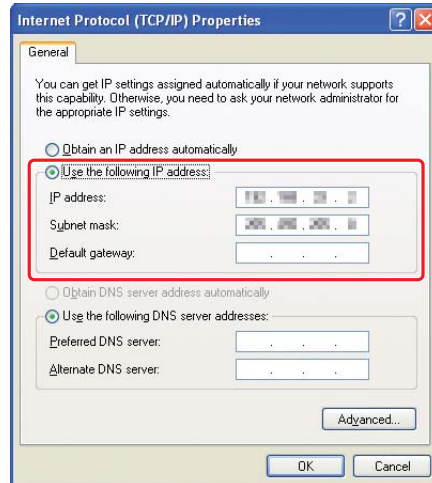 Internet Protocol (TCP/IP) Properties
General
You can get IP settings assigned automatically if your network supports
this capability. Otherwise, you need to ask your network administrator for
the appropriate IP settings.
Obtain an IP address automatically
Use the following IP address:
IP address:
Subnet mask:
Default gateway:
Obtain DNS server address automatically
Use the following DNS server addresses:
Preferred DNS server:
Alternate DNS server:
Advanced...
OK
Cancel